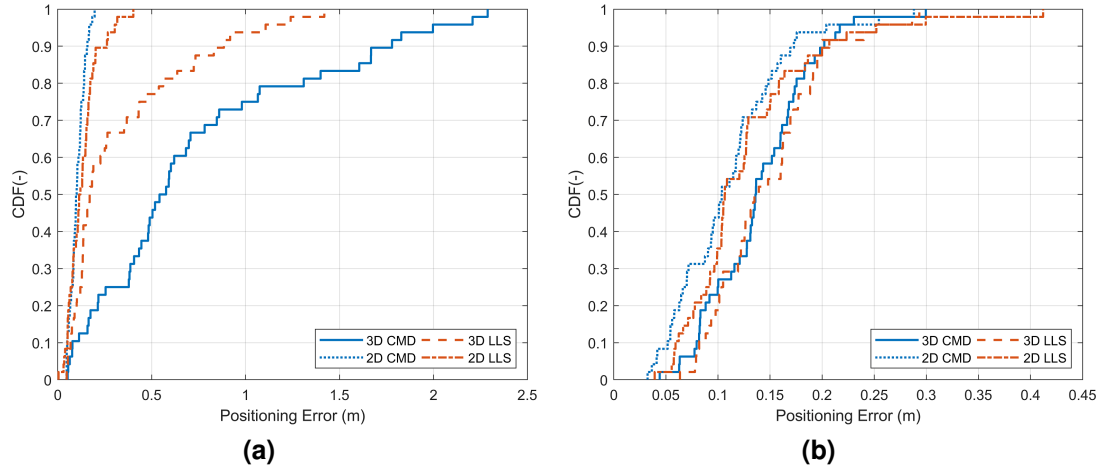 1
0.9
0.8
0.7
0.6
0.5
0.4
0.3
0.2
0.1
0
CDF(-)
0 0.5 1 1.5 2 2.5
Positioning Error (m)
3D CMD 3D LLS
2D CMD 2D LLS
(a)
1
0.9
0.8
0.7
0.6
0.5
0.4
0.3
0.2
0.1
0
CDF(-)
0 0.05 0.1 0.15 0.2 0.25 0.3 0.35 0.4 0.45
Positioning Error (m)
3D CMD 3D LLS
2D CMD 2D LLS
(b)